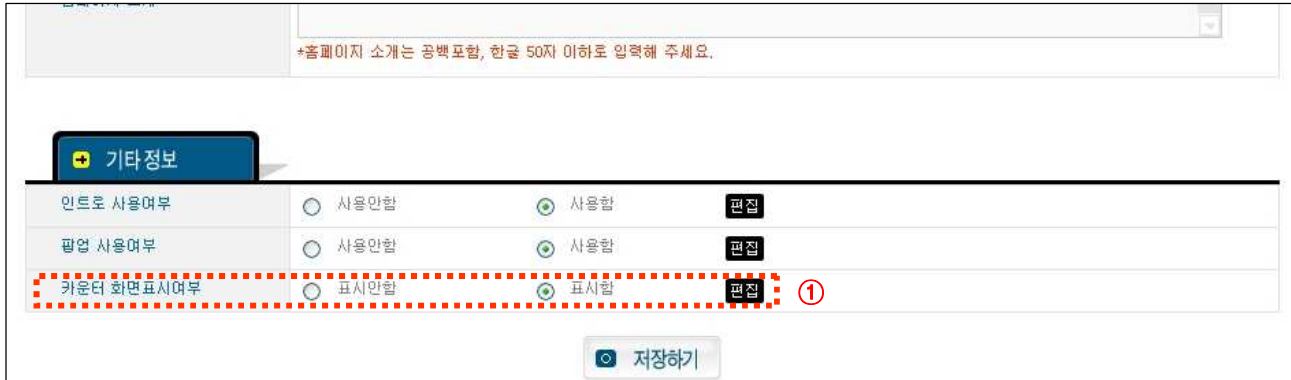 *홈페이지 소개는 공백포함, 한글 50자 이하로 입력해 주세요.
기타정보
인트로 사용여부 사용안함 사용함 편집
팝업 사용여부 사용안함 사용함 편집
카운터 화면표시여부 표시안함 표시함 편집 ①
저장하기